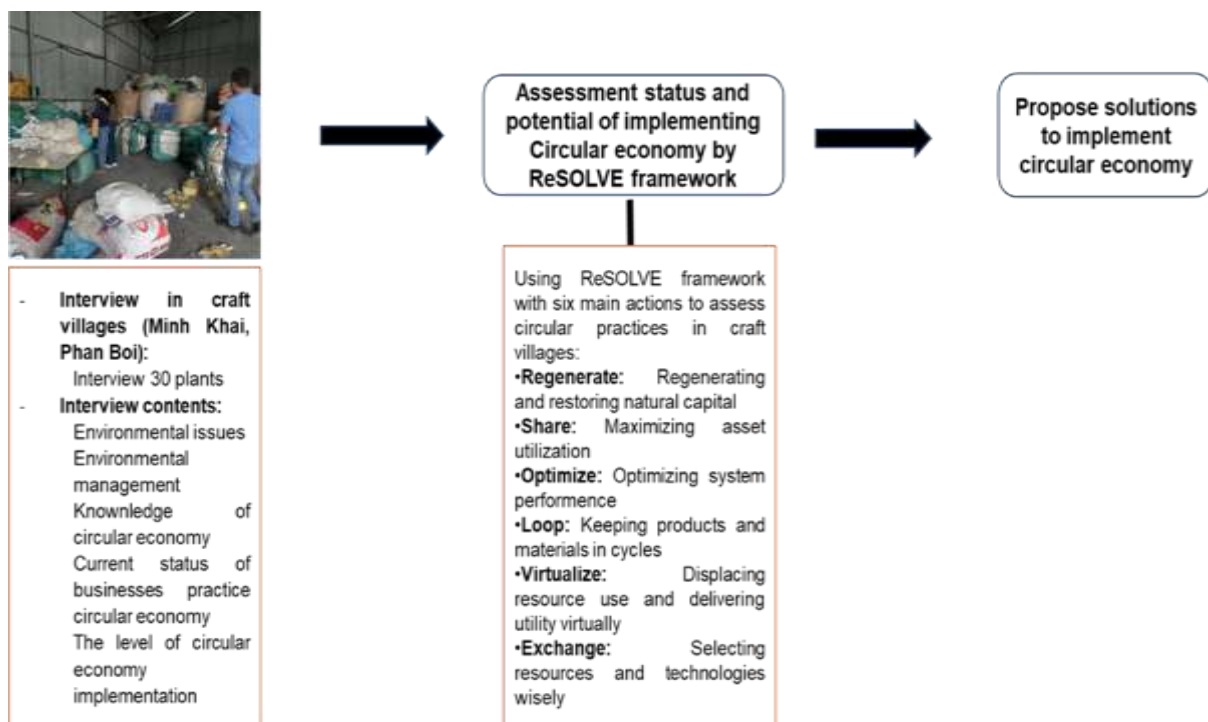 Assessment status and
potential of implementing
Circular economy by
ReSOLVE framework
Propose solutions
to implement
circular economy
- Interview in craft
villages (Minh Khai,
Phan Boi):
Interview 30 plants
- Interview contents:
Environmental issues
Environmental
management
Knownledge of
circular economy
Current status of
businesses practice
circular economy
The level of circular
economy
implementation
Using ReSOLVE framework
with six main actions to assess
circular practices in craft
villages:
•Regenerate: Regenerating
and restoring natural capital
•Share: Maximizing asset
utilization
•Optimize: Optimizing system
performence
•Loop: Keeping products and
materials in cycles
•Virtualize: Displacing
resource use and delivering
utility virtually
•Exchange: Selecting
resources and technologies
wisely